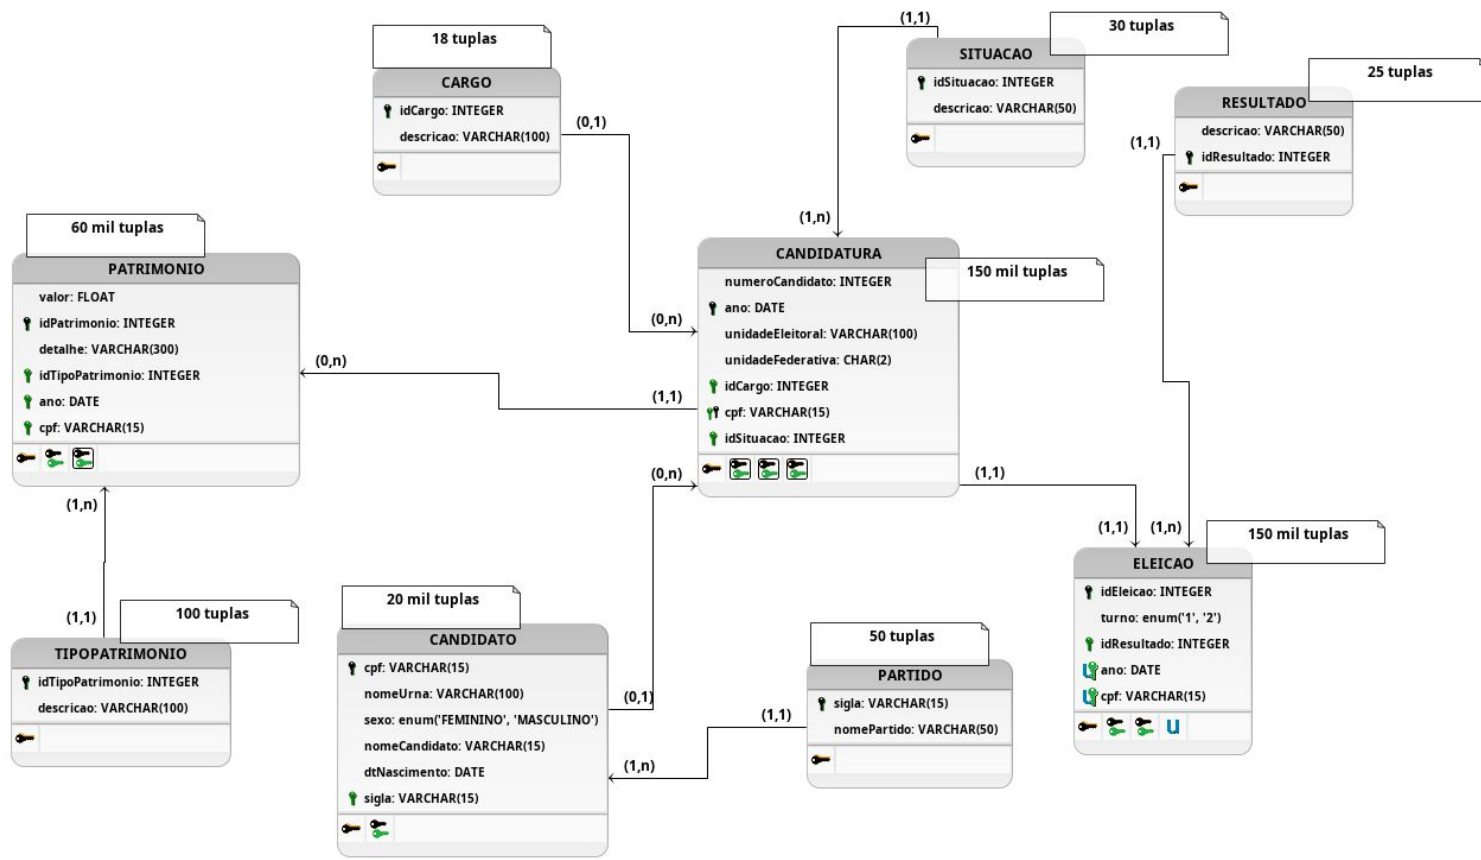 18 tuplas
CARGO
idCargo: INTEGER
descricao: VARCHAR(100)
(0,1)
(0,n)
(1,1)
30 tuplas
SITUACAO
idSituacao: INTEGER
descricao: VARCHAR(50)
(1,n)
25 tuplas
RESULTADO
descricao: VARCHAR(50)
idResultado: INTEGER
(1,1)
(1,n)
60 mil tuplas
PATRIMONIO
valor: FLOAT
idPatrimonio: INTEGER
detalhe: VARCHAR(300)
idTipoPatrimonio: INTEGER
ano: DATE
cpf: VARCHAR(15)
(0,n)
(1,1)
(1,n)
(1,1)
150 mil tuplas
CANDIDATURA
numeroCandidato: INTEGER
ano: DATE
unidadeEleitoral: VARCHAR(100)
unidadeFederativa: CHAR(2)
idCargo: INTEGER
cpf: VARCHAR(15)
idSituacao: INTEGER
(0,n)
(0,1)
(1,1)
(1,1)
150 mil tuplas
ELEICAO
idEleicao: INTEGER
turno: enum('1', '2')
idResultado: INTEGER
u ano: DATE
u cpf: VARCHAR(15)
u
100 tuplas
TIPOPATRIMONIO
idTipoPatrimonio: INTEGER
descricao: VARCHAR(100)
20 mil tuplas
CANDIDATO
cpf: VARCHAR(15)
nomeUrna: VARCHAR(100)
sexo: enum('FEMININO', 'MASCULINO')
nomeCandidato: VARCHAR(15)
dtNascimento: DATE
sigla: VARCHAR(15)
(1,n)
(1,1)
50 tuplas
PARTIDO
sigla: VARCHAR(15)
nomePartido: VARCHAR(50)